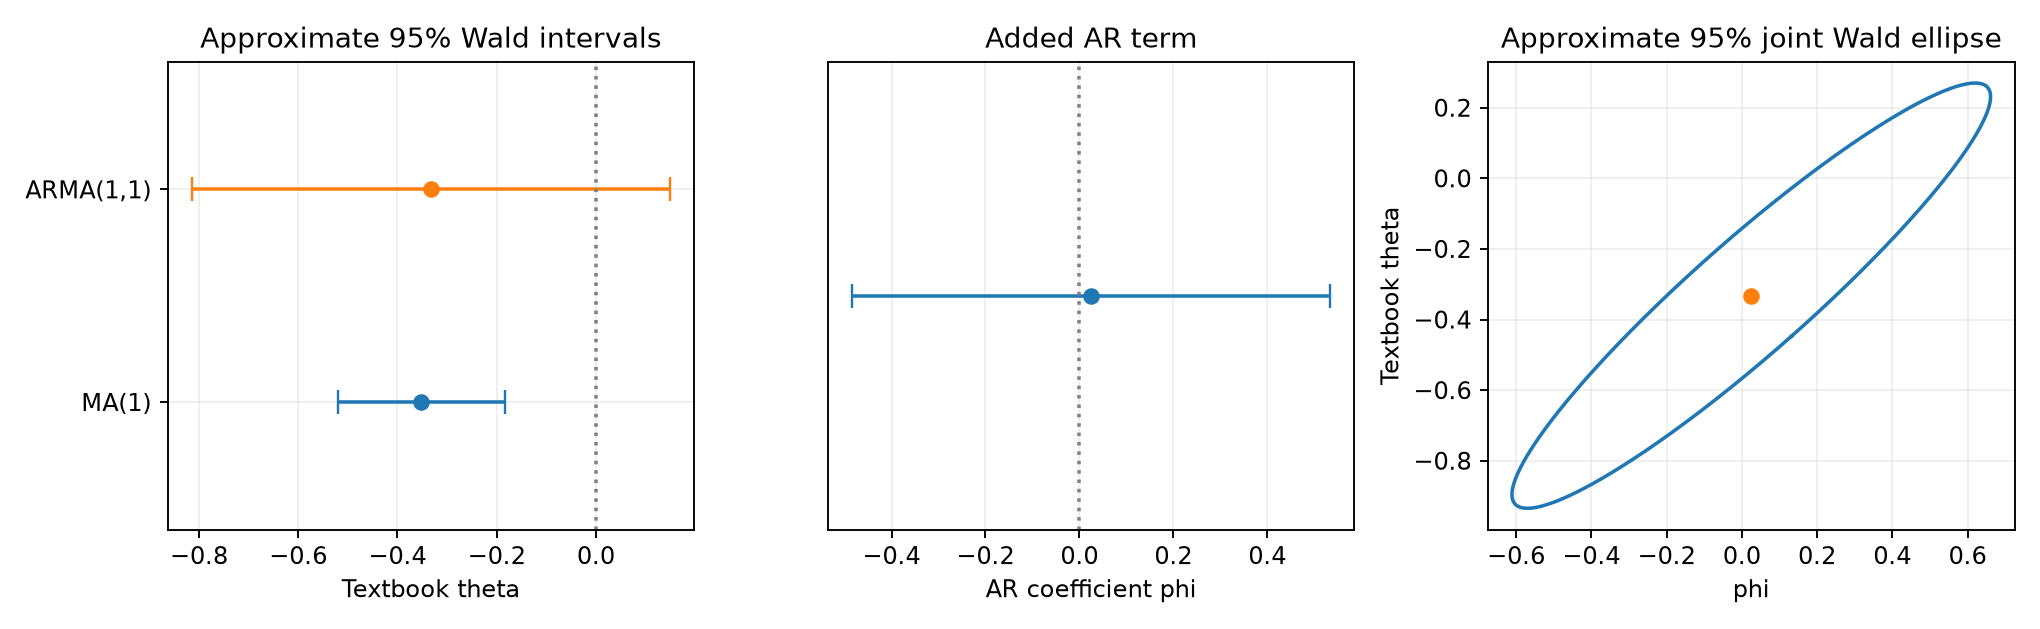 Approximate 95% Wald intervals
ARMA(1,1)
MA(1)
−0.8 −0.6 −0.4 −0.2 0.0
Textbook theta
Added AR term
−0.4 −0.2 0.0 0.2 0.4
AR coefficient phi
Approximate 95% joint Wald ellipse
Textbook theta
0.2
0.0
−0.2
−0.4
−0.6
−0.8
−0.6 −0.4 −0.2 0.0 0.2 0.4 0.6
phi